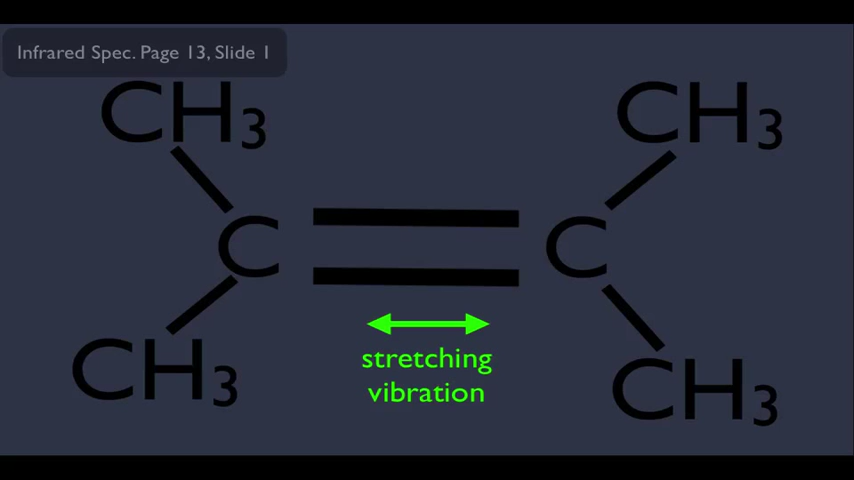 Infrared Spec. Page 13, Slide 1
CH3 CH3
C C
stretching
vibration
CH3 CH3